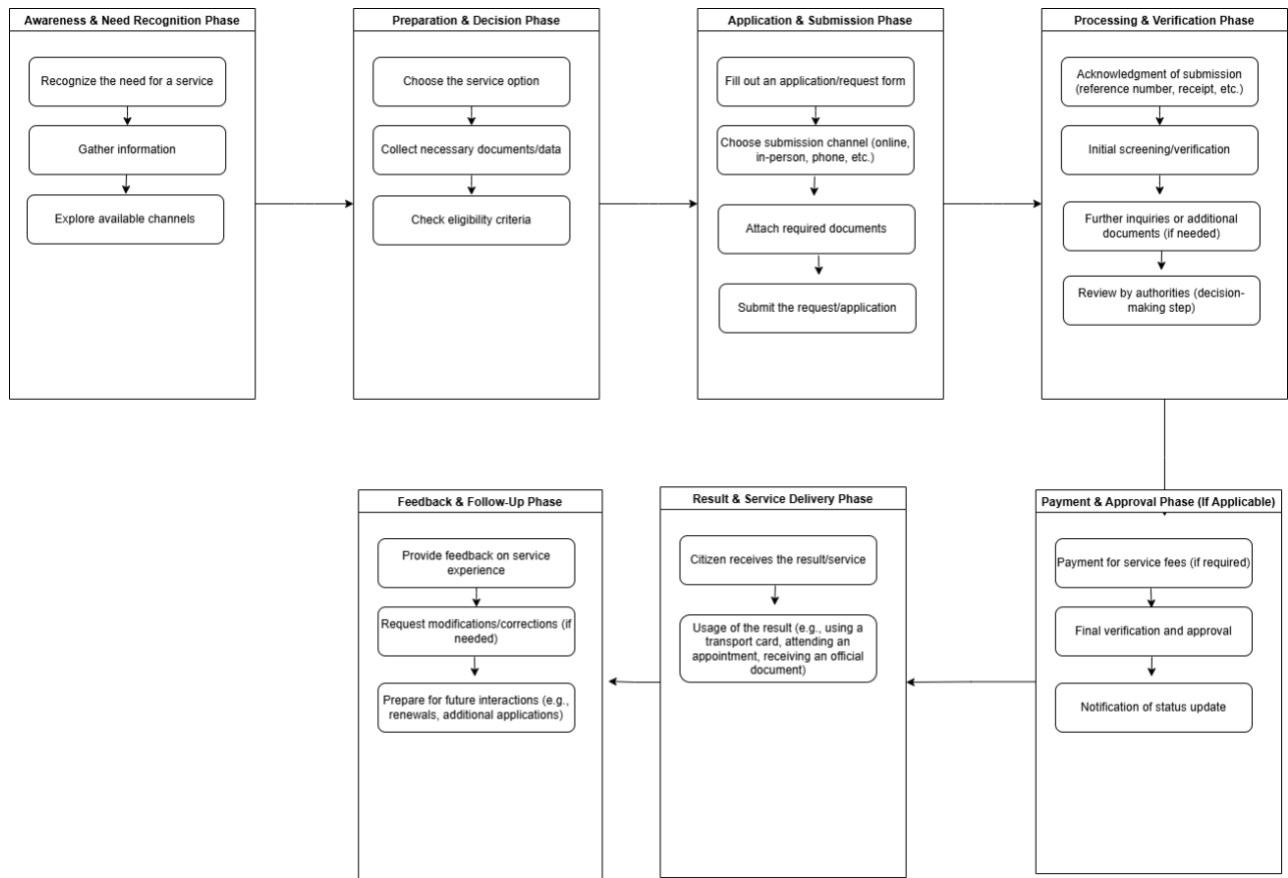 Awareness & Need Recognition Phase
Recognize the need for a service
Gather information
Explore available channels
Preparation & Decision Phase
Choose the service option
Collect necessary documents/data
Check eligibility criteria
Application & Submission Phase
Fill out an application/request form
Choose submission channel (online,
in-person, phone, etc.)
Attach required documents
Submit the request/application
Processing & Verification Phase
Acknowledgment of submission
(reference number, receipt, etc.)
Initial screening/verification
Further inquiries or additional
documents (if needed)
Review by authorities (decision-
making step)
Payment & Approval Phase (If Applicable)
Payment for service fees (if required)
Final verification and approval
Notification of status update
Result & Service Delivery Phase
Citizen receives the result/service
Usage of the result (e.g., using a
transport card, attending an
appointment, receiving an official
document)
Feedback & Follow-Up Phase
Provide feedback on service
experience
Request modifications/corrections (if
needed)
Prepare for future interactions (e.g.,
renewals, additional applications)